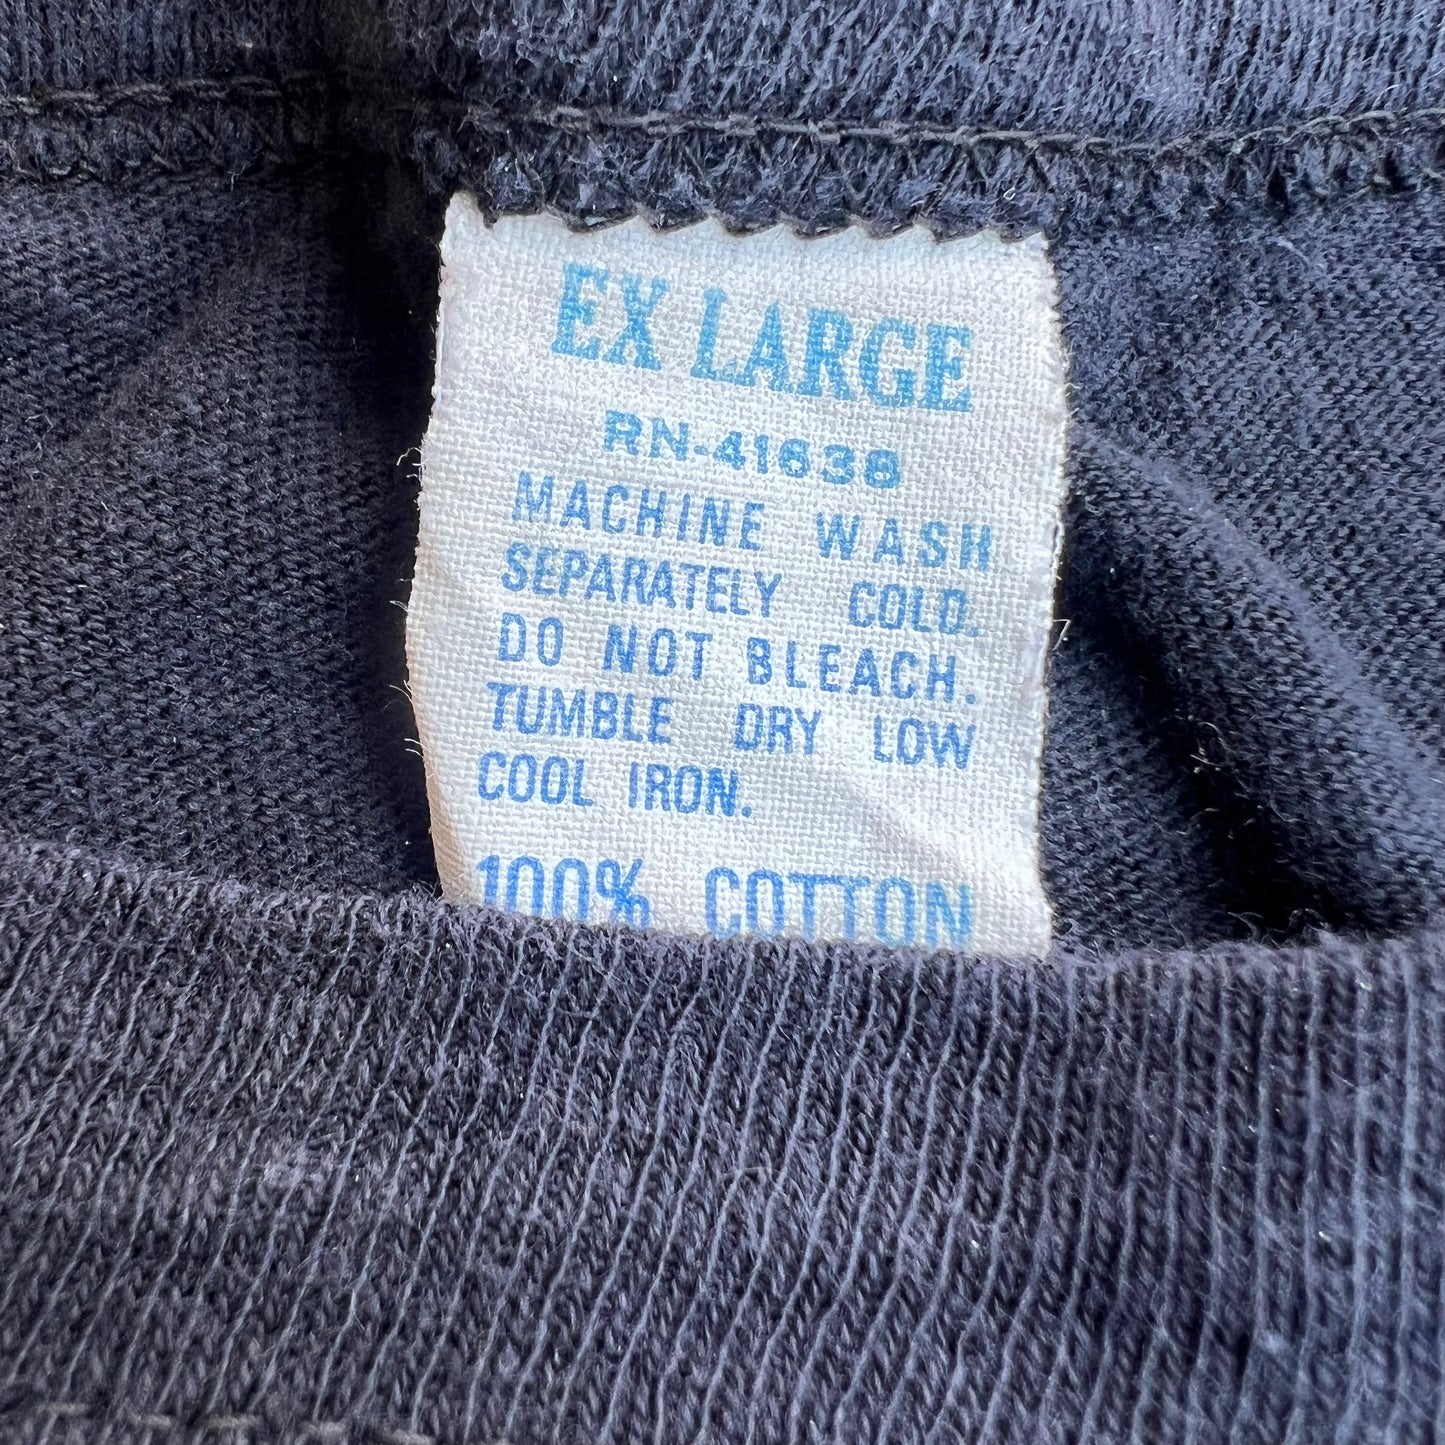 EX LARGE
RN-41638
MACHINE WASH
SEPARATELY COLD.
DO NOT BLEACH.
TUMBLE DRY LOW
COOL IRON.
100% COTTON